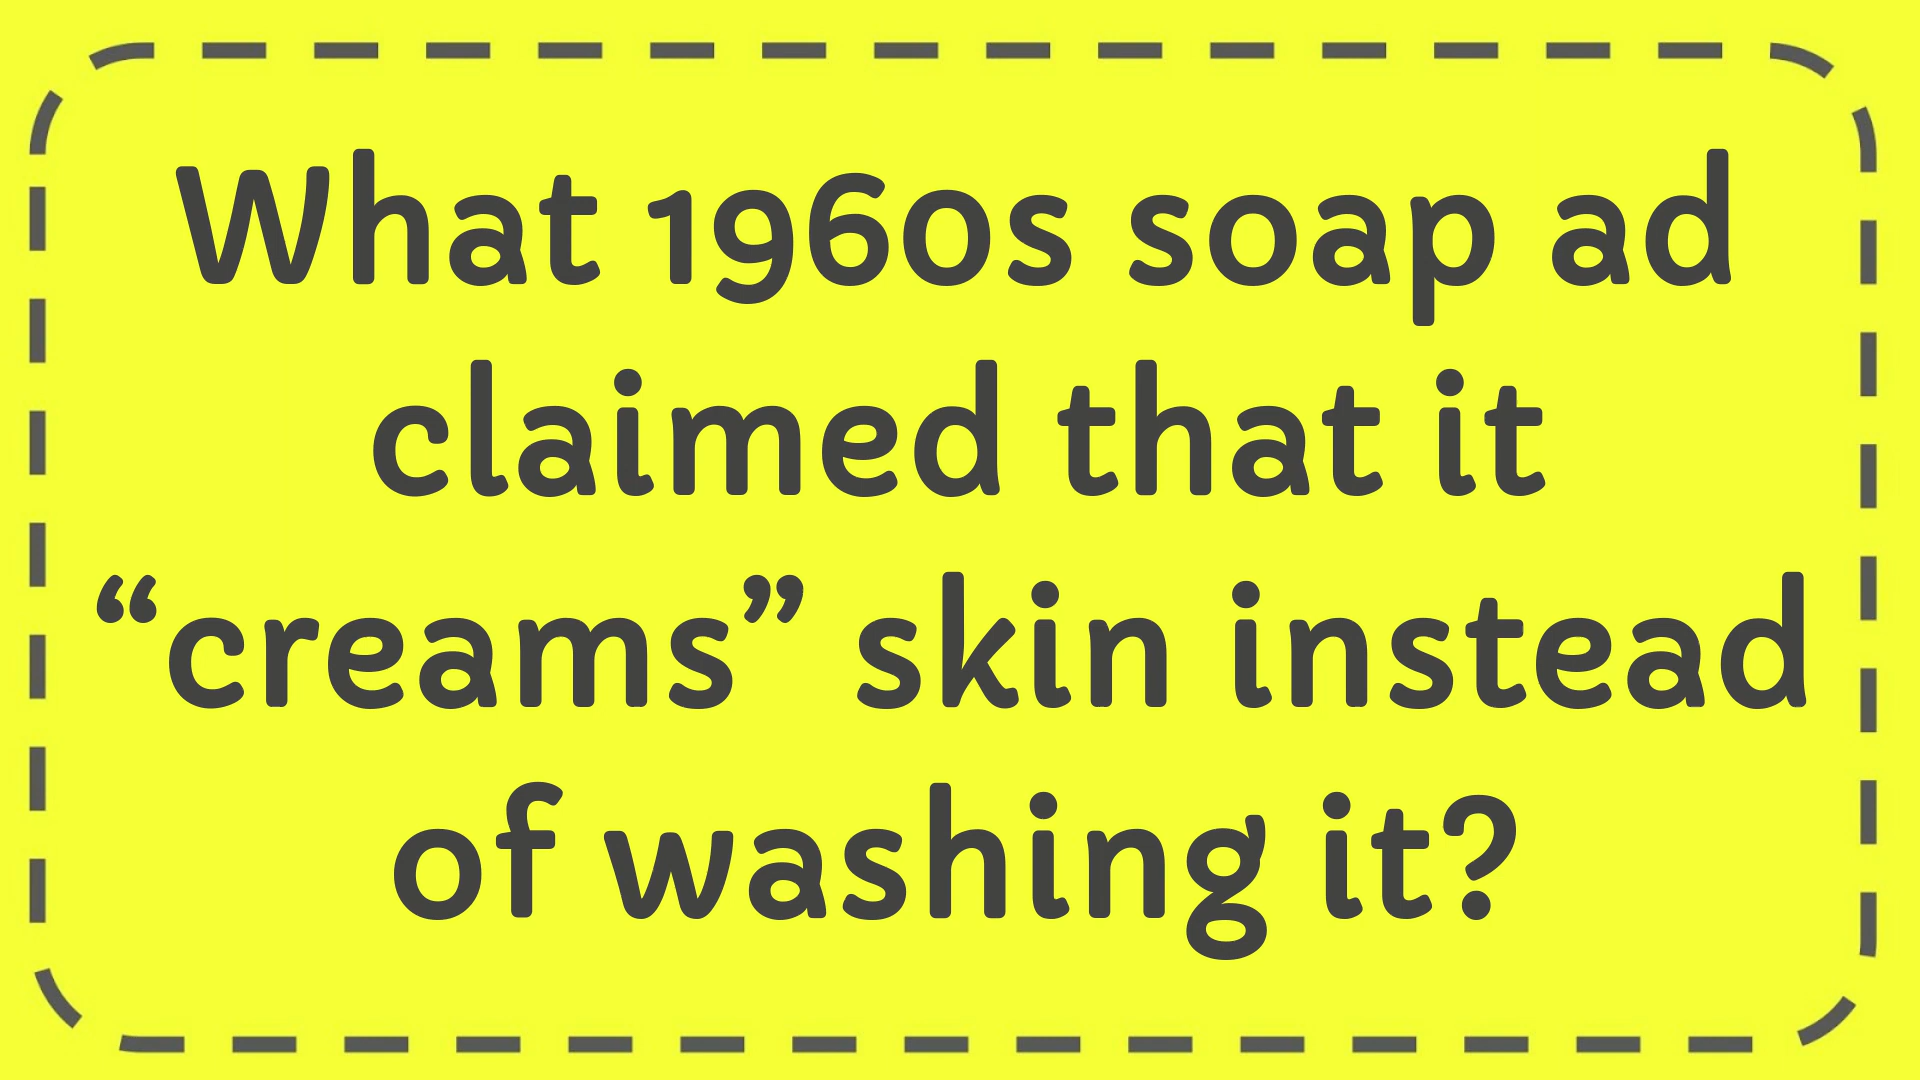 What 1960s soap ad
claimed that it
“creams” skin instead
of washing it?